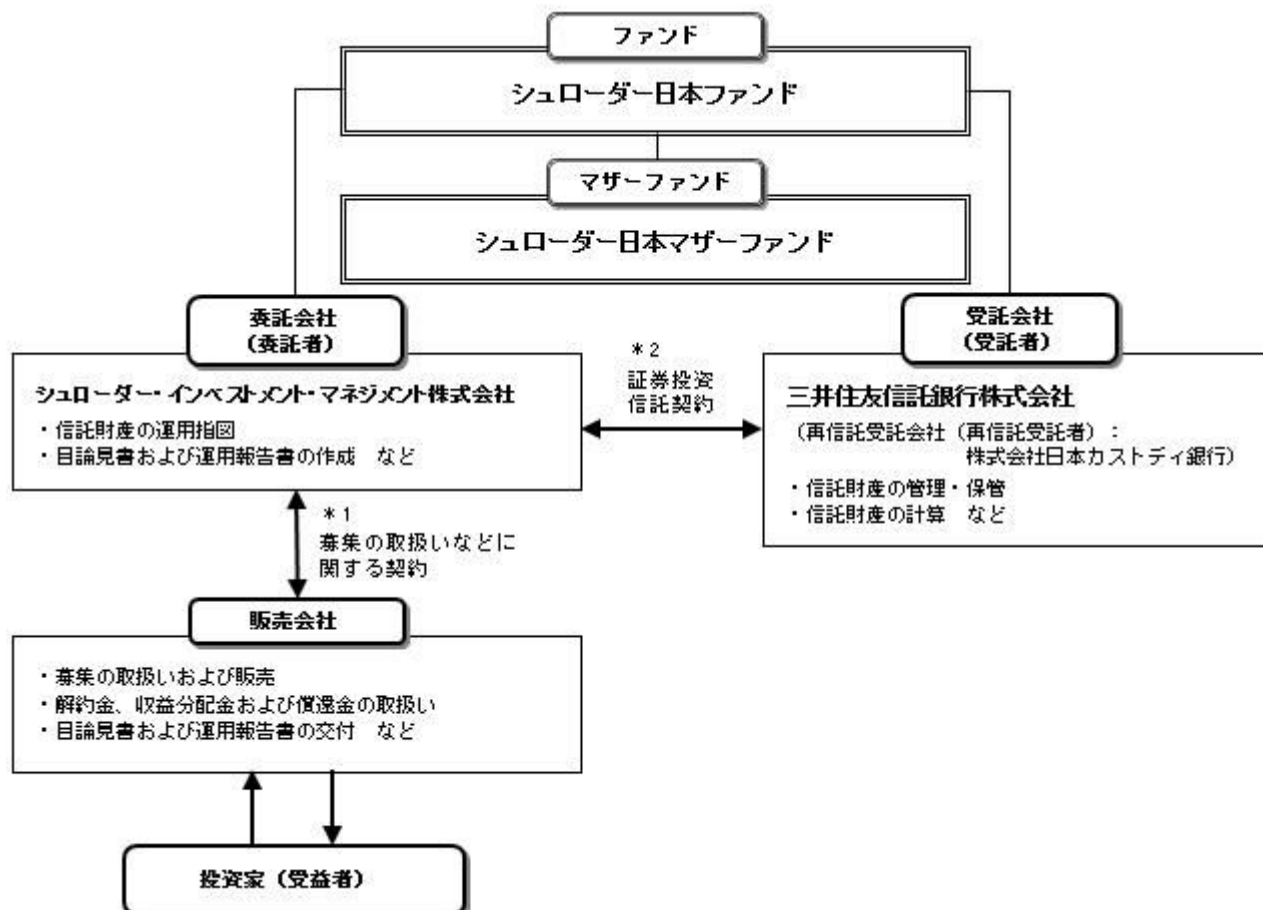 ファンド
シュローダー日本ファンド
マザーファンド
シュローダー日本マザーファンド
委託会社
(委託者)
シュローダー・インベストメント・マネジメント株式会社
・信託財産の運用指図
・目論見書および運用報告書の作成　など
*2
証券投資
信託契約
受託会社
(受託者)
三井住友信託銀行株式会社
（再信託受託会社（再信託受託者）：
株式会社日本カストディ銀行）
・信託財産の管理・保管
・信託財産の計算　など
*1
募集の取扱いなどに
関する契約
販売会社
・募集の取扱いおよび販売
・解約金、収益分配金および償還金の取扱い
・目論見書および運用報告書の交付　など
投資家（受益者）